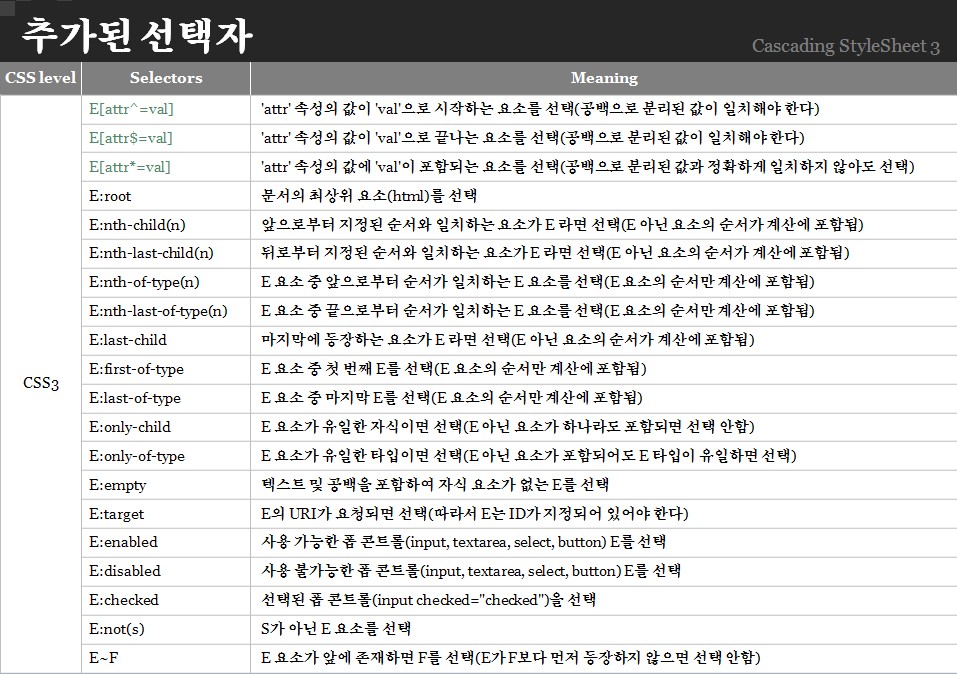 추가된 선택자
Cascading StyleSheet 3
CSS level Selectors Meaning
E[attr^=val] 'attr' 속성의 값이 'val'으로 시작하는 요소를 선택(공백으로 분리된 값이 일치해야 한다)
E[attr$=val] 'attr' 속성의 값이 'val'으로 끝나는 요소를 선택(공백으로 분리된 값이 일치해야 한다)
E[attr*=val] 'attr' 속성의 값에 'val'이 포함되는 요소를 선택(공백으로 분리된 값과 정확하게 일치하지 않아도 선택)
E:root 문서의 최상위 요소(html)를 선택
E:nth-child(n) 앞으로부터 지정된 순서와 일치하는 요소가 E 라면 선택(E 아닌 요소의 순서가 계산에 포함됨)
E:nth-last-child(n) 뒤로부터 지정된 순서와 일치하는 요소가 E 라면 선택(E 아닌 요소의 순서가 계산에 포함됨)
E:nth-of-type(n) E 요소 중 앞으로부터 순서가 일치하는 E 요소를 선택(E 요소의 순서만 계산에 포함됨)
E:nth-last-of-type(n) E 요소 중 끝으로부터 순서가 일치하는 E 요소를 선택(E 요소의 순서만 계산에 포함됨)
E:last-child 마지막에 등장하는 요소가 E 라면 선택(E 아닌 요소의 순서가 계산에 포함됨)
E:first-of-type E 요소 중 첫 번째 E를 선택(E 요소의 순서만 계산에 포함됨)
CSS3
E:last-of-type E 요소 중 마지막 E를 선택(E 요소의 순서만 계산에 포함됨)
E:only-child E 요소가 유일한 자식이면 선택(E 아닌 요소가 하나라도 포함되면 선택 안함)
E:only-of-type E 요소가 유일한 타입이면 선택(E 아닌 요소가 포함되어도 E 타입이 유일하면 선택)
E:empty 텍스트 및 공백을 포함하여 자식 요소가 없는 E를 선택
E:target E의 URI가 요청되면 선택(따라서 E는 ID가 지정되어 있어야 한다)
E:enabled 사용 가능한 폼 콘트롤(input, textarea, select, button) E를 선택
E:disabled 사용 불가능한 폼 콘트롤(input, textarea, select, button) E를 선택
E:checked 선택된 폼 콘트롤(input checked="checked")을 선택
E:not(s) S가 아닌 E 요소를 선택
E~F E 요소가 앞에 존재하면 F를 선택(E가 F보다 먼저 등장하지 않으면 선택 안함)